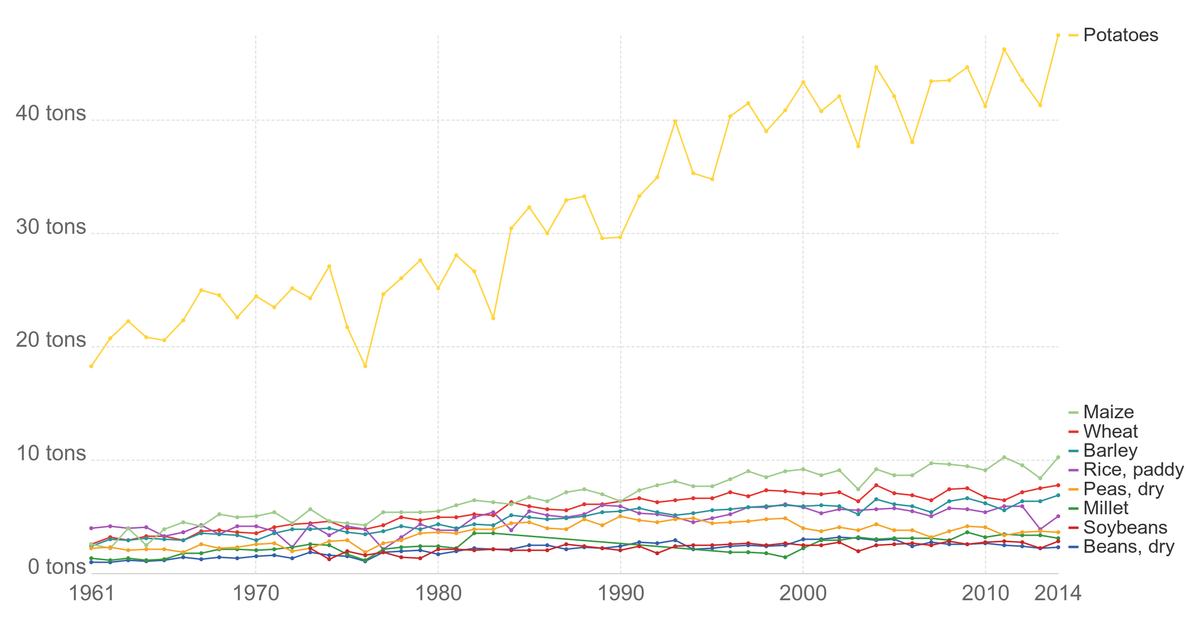 Potatoes
40 tons
30 tons
20 tons
Maize
Wheat
10 tons
Barley
Rice, paddy
Peas, dry
Millet
Soybeans
Beans, dry
0 tons
1961 1970 1980 1990 2000 2010 2014